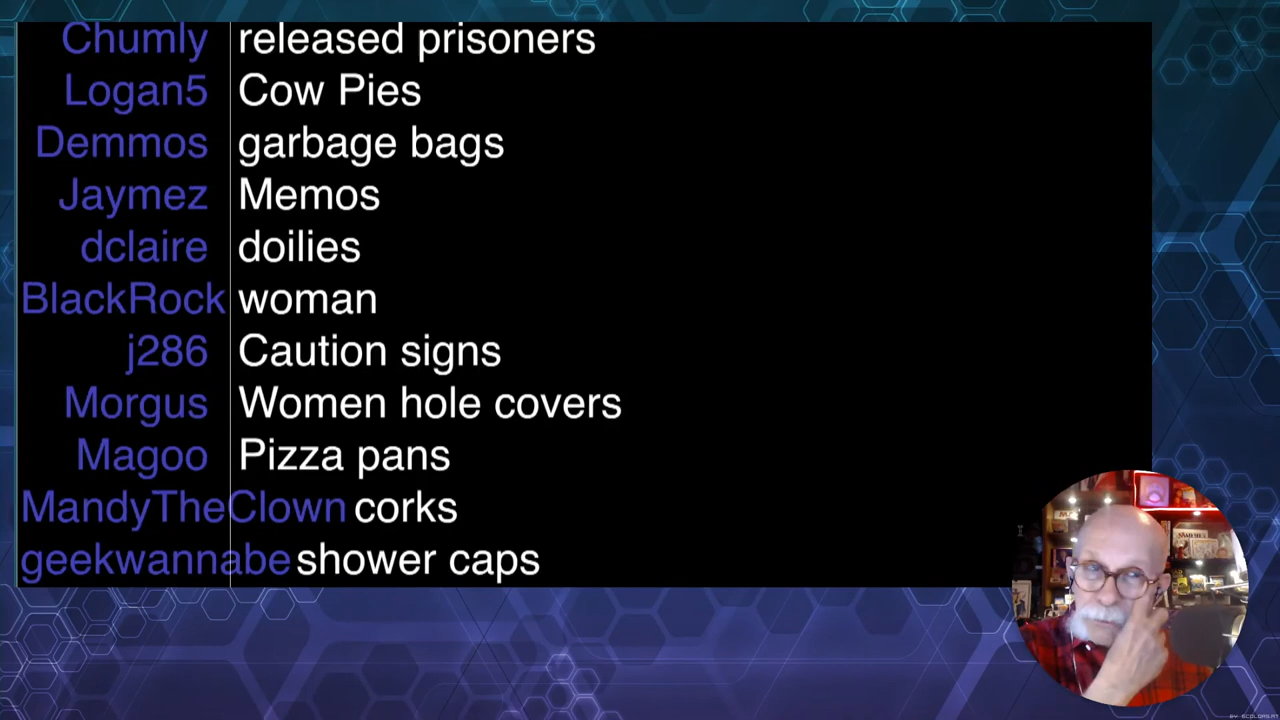 Chumly released prisoners
Logan5 Cow Pies
Demmos garbage bags
Jaymez Memos
dclaire doilies
BlackRock woman
j286 Caution signs
Morgus Women hole covers
Magoo Pizza pans
MandyTheClown corks
geekwannabe shower caps